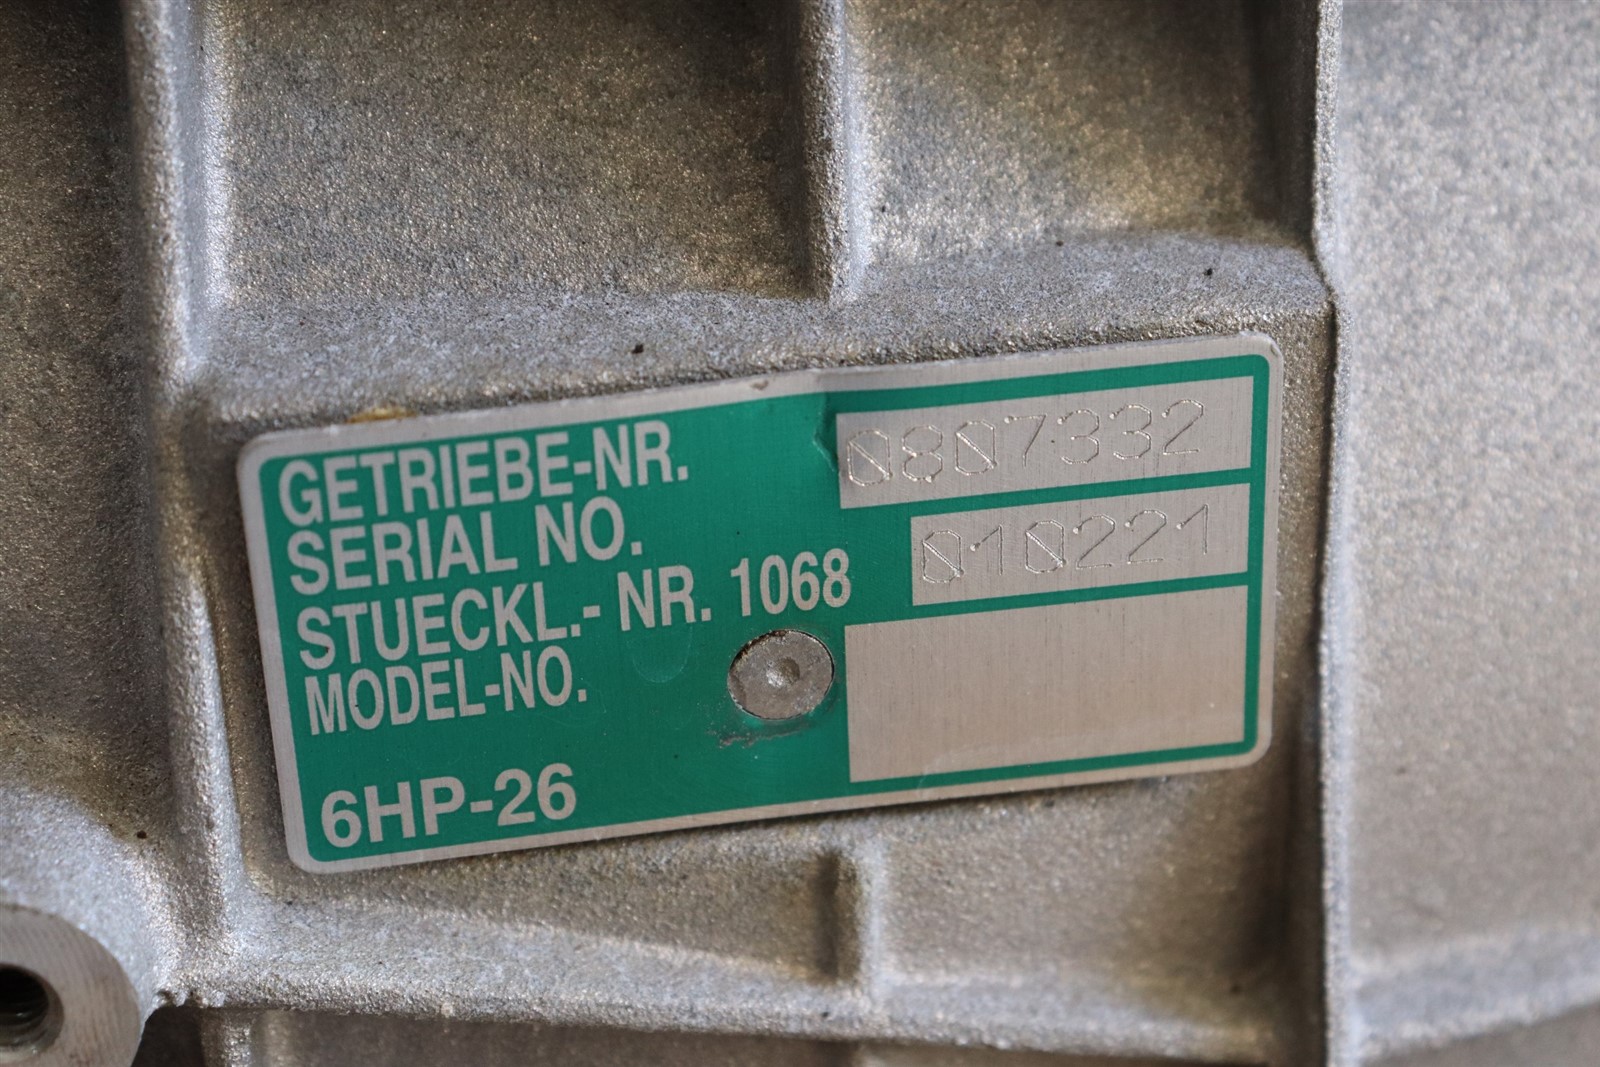 GETRIEBE-NR. 0807332
SERIAL NO.
STUECKL.- NR. 1068 010221
MODEL-NO.
6HP-26